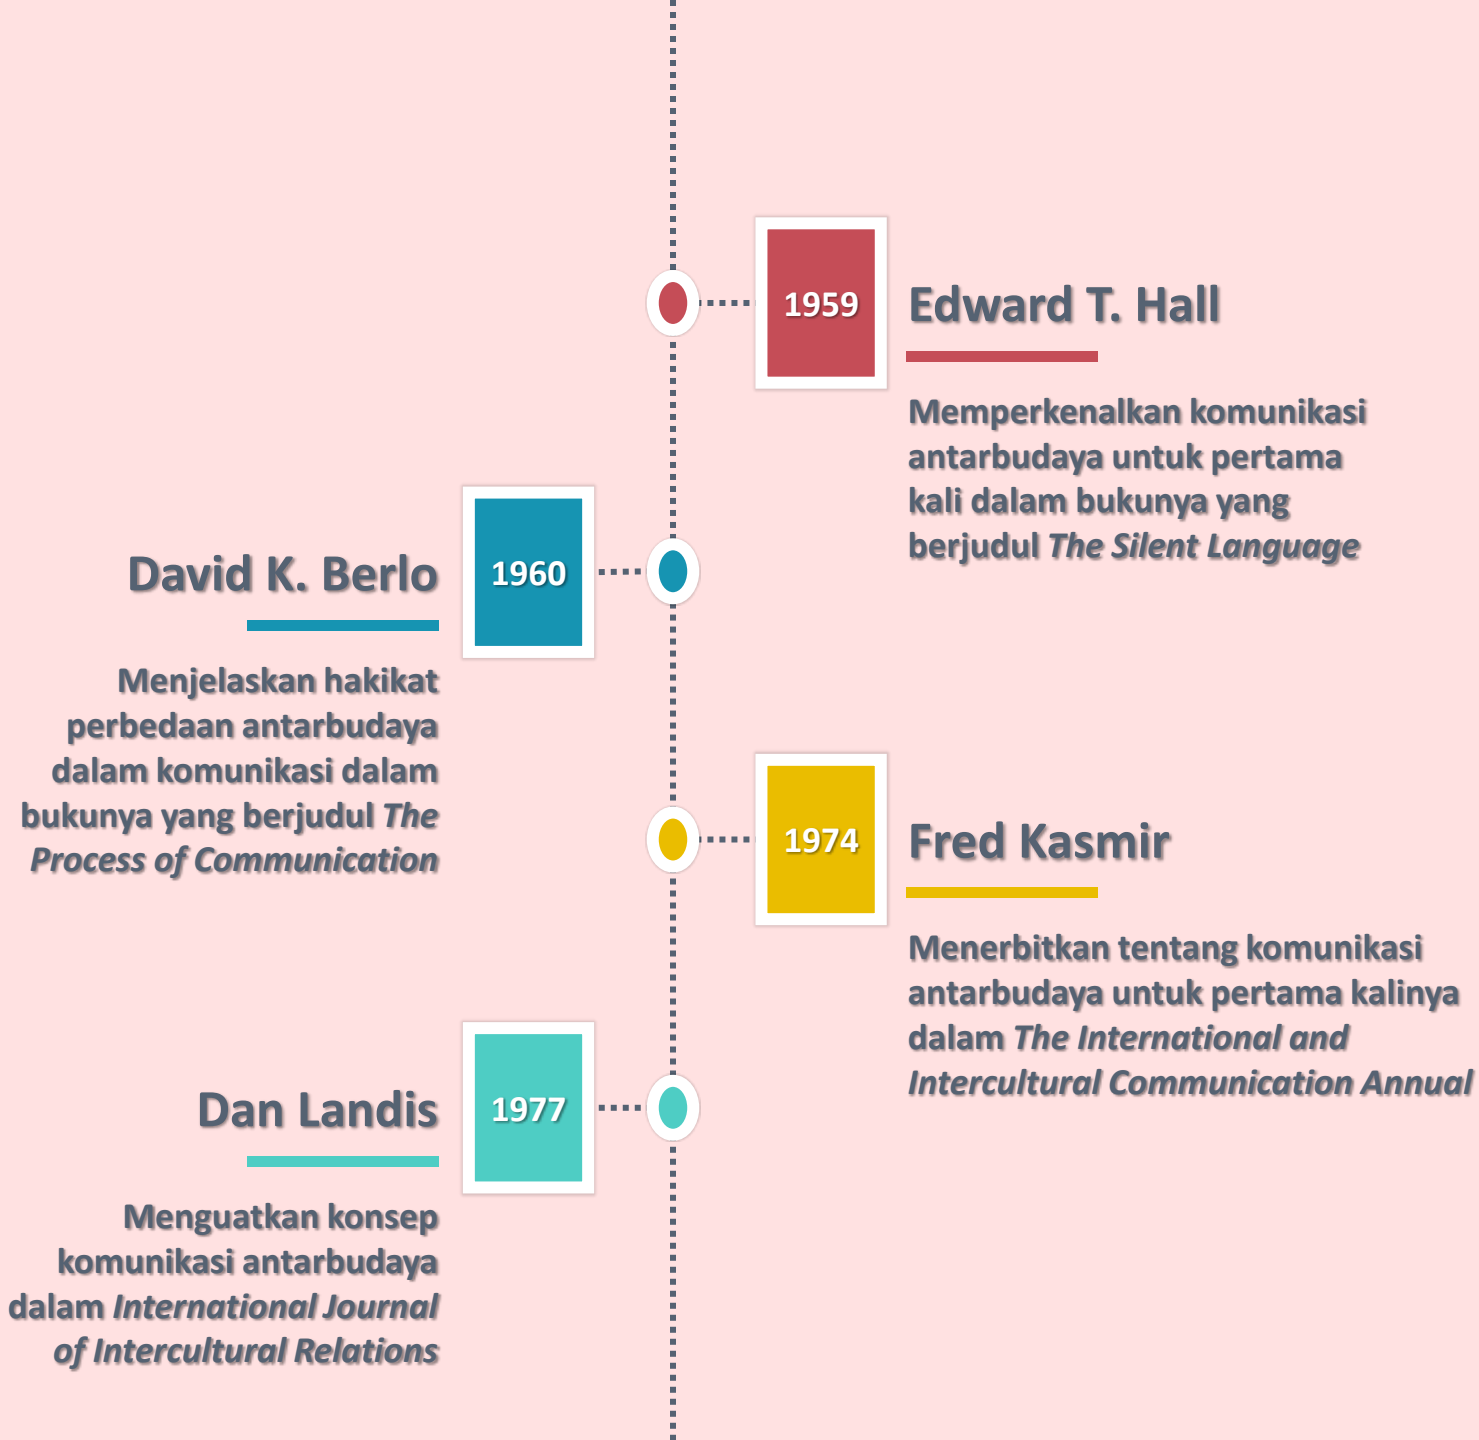 1959
Edward T. Hall
Memperkenalkan komunikasi
antarbudaya untuk pertama
kali dalam bukunya yang
berjudul The Silent Language
1960
David K. Berlo
Menjelaskan hakikat
perbedaan antarbudaya
dalam komunikasi dalam
bukunya yang berjudul The
Process of Communication
1974
Fred Kasmir
Menerbitkan tentang komunikasi
antarbudaya untuk pertama kalinya
dalam The International and
Intercultural Communication Annual
1977
Dan Landis
Menguatkan konsep
komunikasi antarbudaya
dalam International Journal
of Intercultural Relations